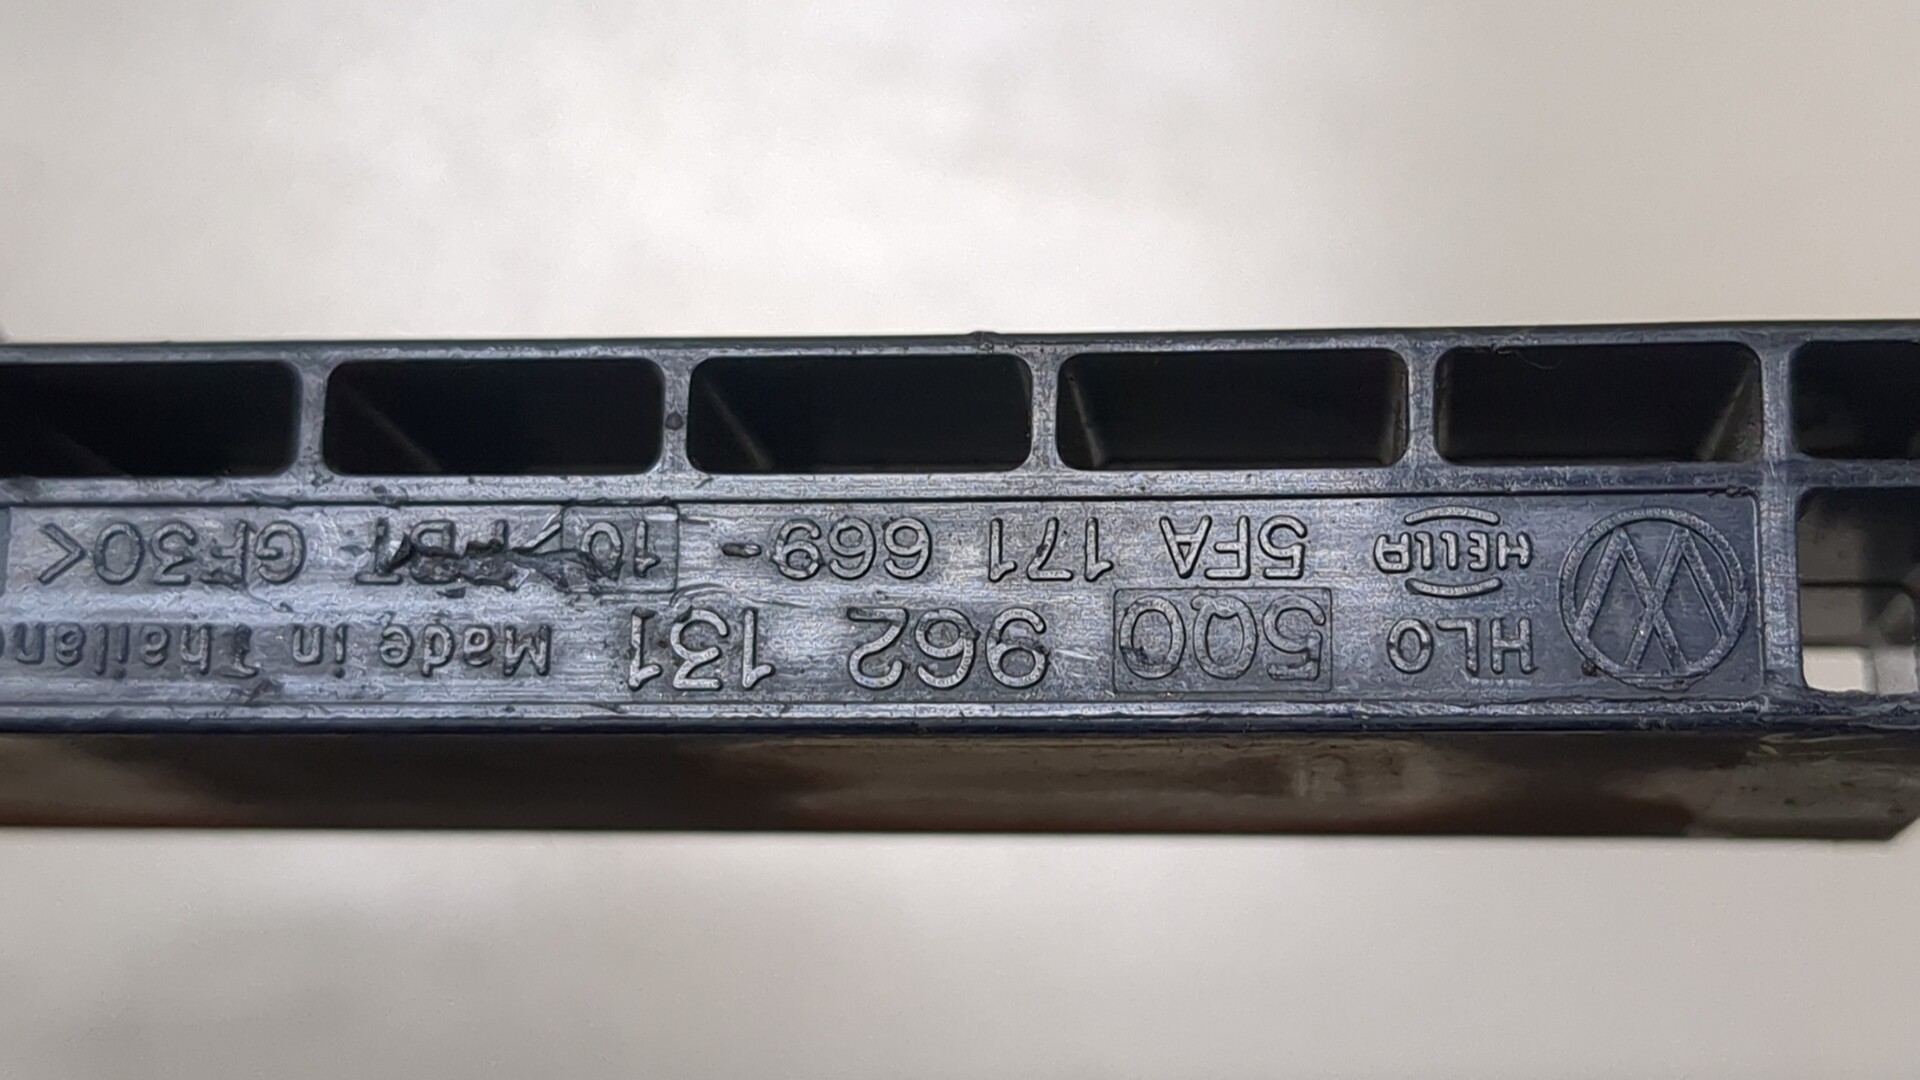 HLO 5Q0 962 131 Made in Thailand
HELLA 5FA 171 669-10 >PBT-GF30<